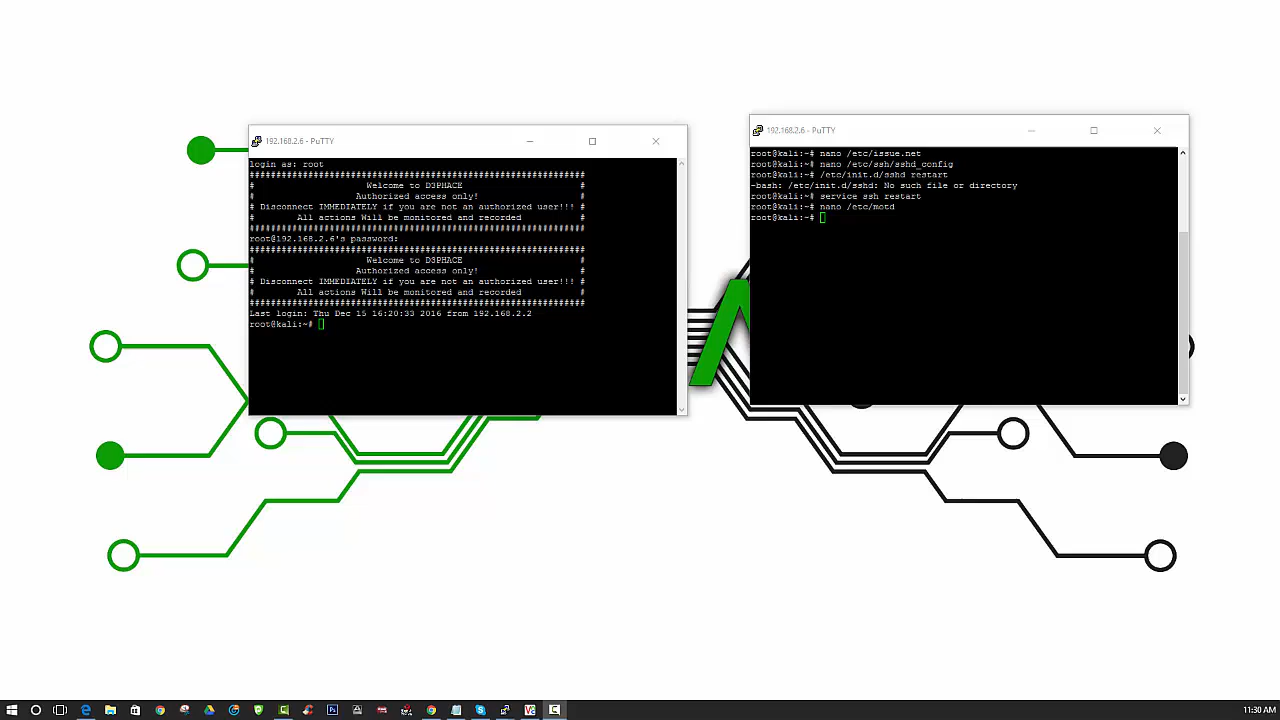 192.168.2.6 - PuTTY
login as: root
###############################################################
# Welcome to D3PHACE #
# Authorized access only! #
# Disconnect IMMEDIATELY if you are not an authorized user!!! #
# All actions Will be monitored and recorded #
###############################################################
root@192.168.2.6's password:
###############################################################
# Welcome to D3PHACE #
# Authorized access only! #
# Disconnect IMMEDIATELY if you are not an authorized user!!! #
# All actions Will be monitored and recorded #
###############################################################
Last login: Thu Dec 15 16:20:33 2016 from 192.168.2.2
root@kali:~#
192.168.2.6 - PuTTY
root@kali:~# nano /etc/issue.net
root@kali:~# nano /etc/ssh/sshd_config
root@kali:~# /etc/init.d/sshd restart
-bash: /etc/init.d/sshd: No such file or directory
root@kali:~# service ssh restart
root@kali:~# nano /etc/motd
root@kali:~#
11:30 AM